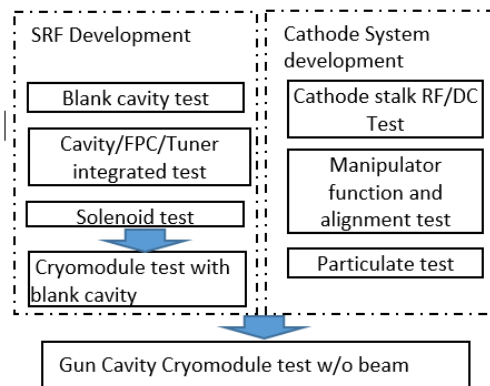 SRF Development
Blank cavity test
Cavity/FPC/Tuner
integrated test
Solenoid test
Cryomodule test with
blank cavity
Cathode System
development
Cathode stalk RF/DC
Test
Manipulator
function and
alignment test
Particulate test
Gun Cavity Cryomodule test w/o beam